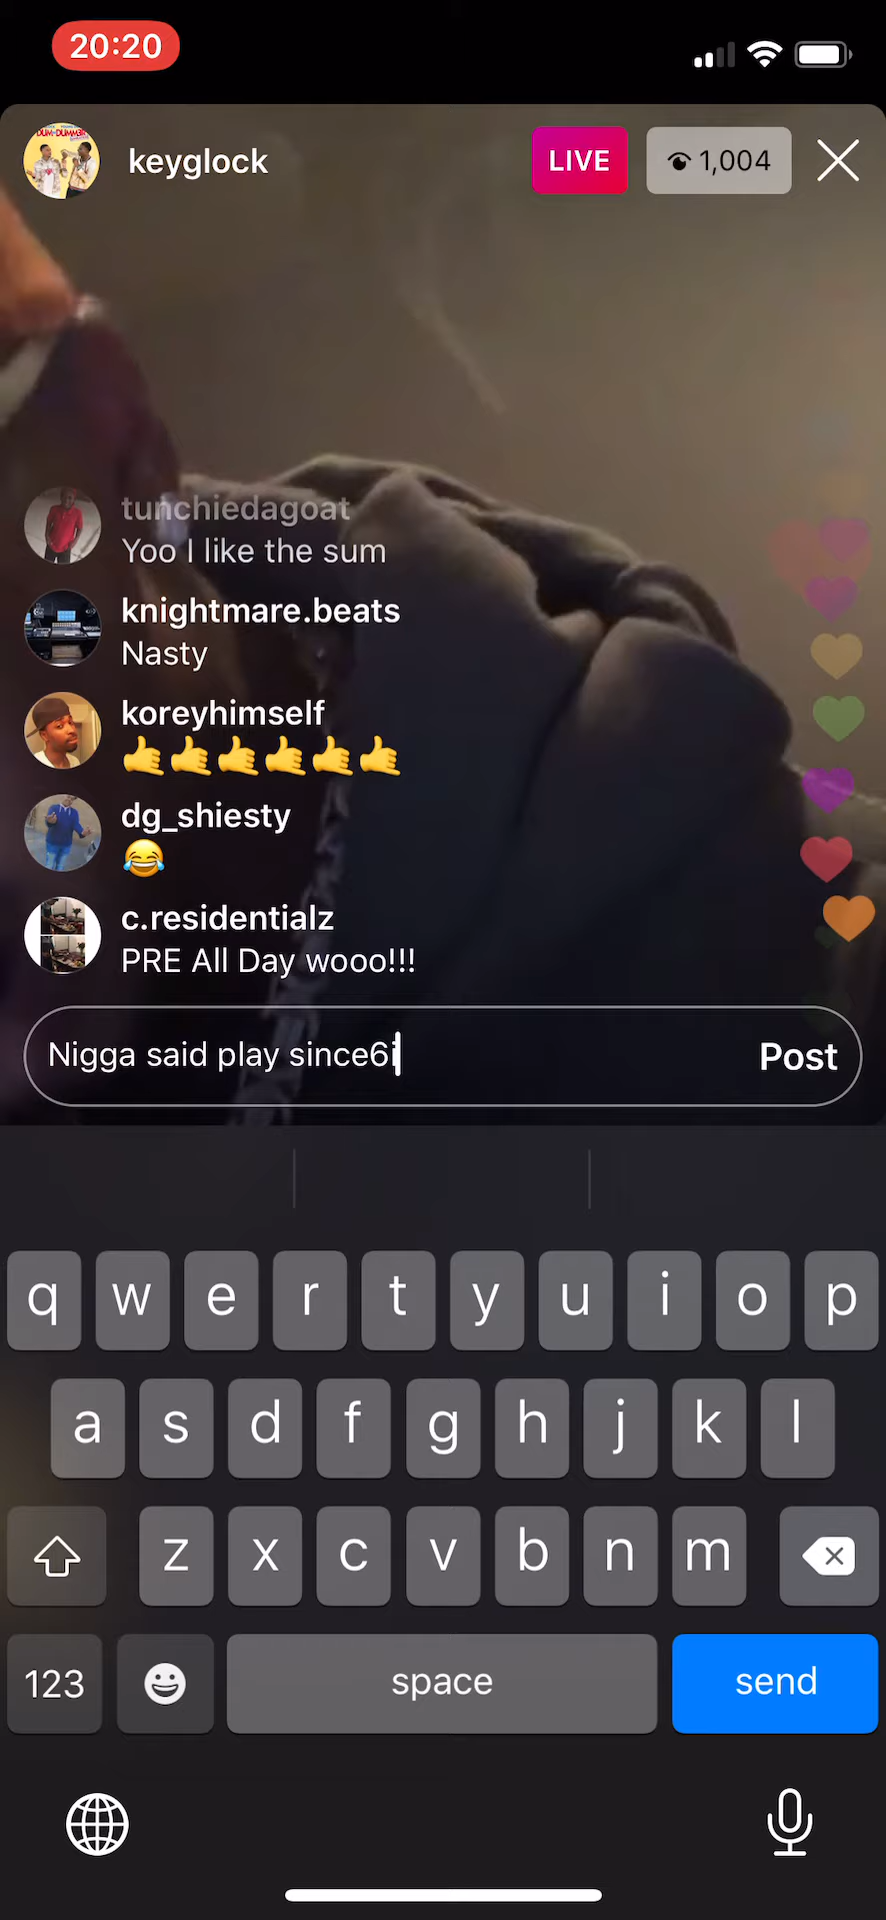 20:20
keyglock
LIVE
1,004
tunchiedagoat
Yoo I like the sum
knightmare.beats
Nasty
koreyhimself
🤙🤙🤙🤙🤙🤙
dg_shiesty
😂
c.residentialz
PRE All Day wooo!!!
Nigga said play since6i
Post
q w e r t y u i o p
a s d f g h j k l
z x c v b n m
123 space send